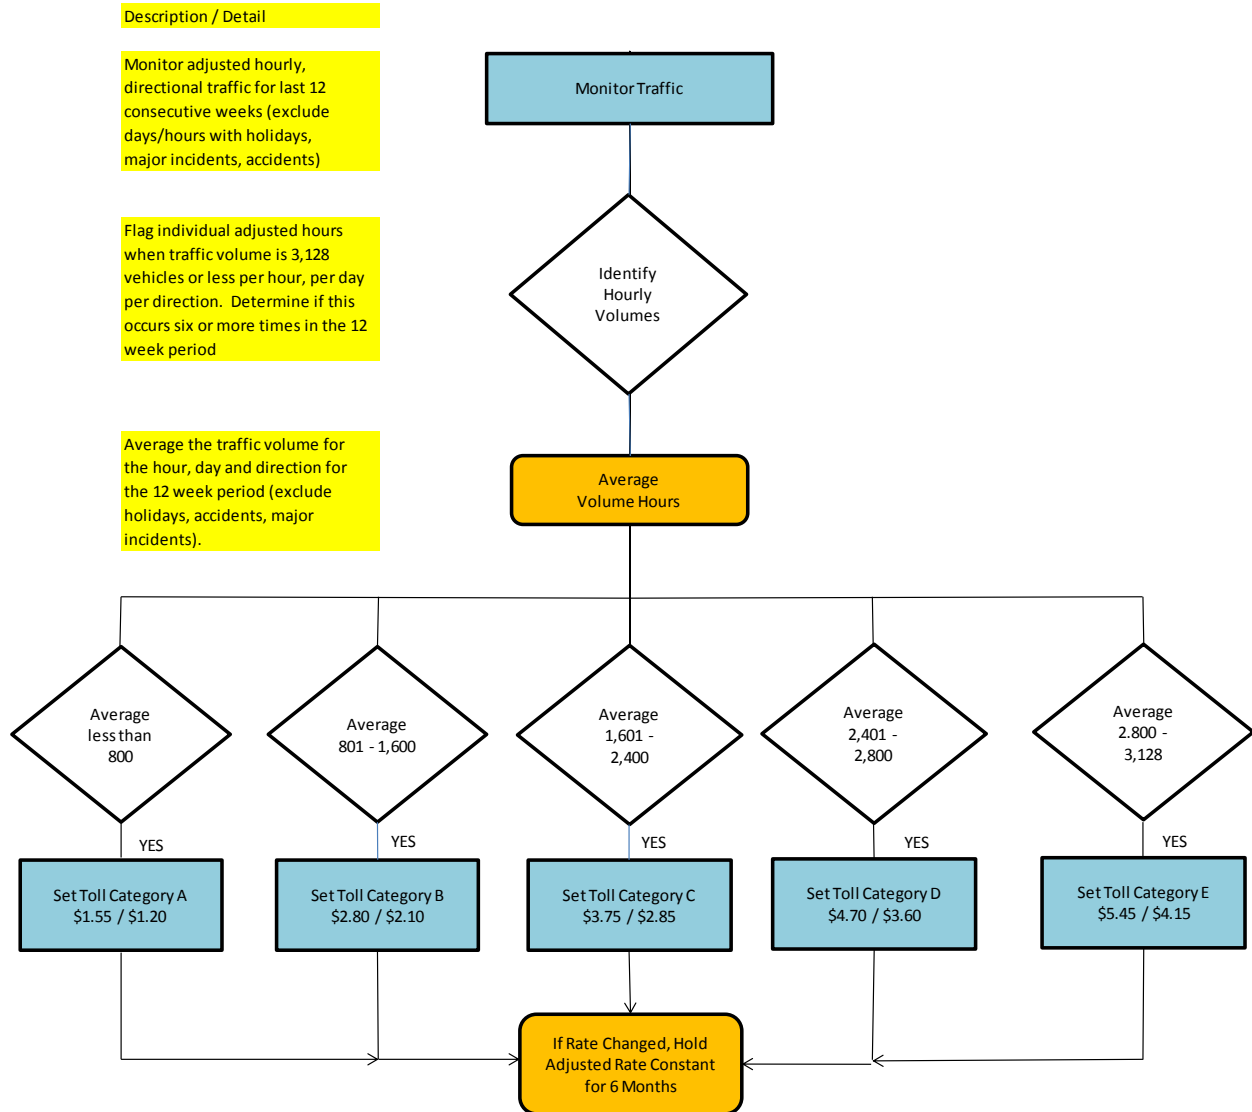 Description / Detail
Monitor adjusted hourly,
directional traffic for last 12
consecutive weeks (exclude
days/hours with holidays,
major incidents, accidents)
Monitor Traffic
Flag individual adjusted hours
when traffic volume is 3,128
vehicles or less per hour, per day
per direction.  Determine if this
occurs six or more times in the 12
week period
Identify
Hourly
Volumes
Average the traffic volume for
the hour, day and direction for
the 12 week period (exclude
holidays, accidents, major
incidents).
Average
Volume Hours
Average
less than
800
Average
801 - 1,600
Average
1,601 -
2,400
Average
2,401 -
2,800
Average
2.800 -
3,128
YES
YES
YES
YES
YES
Set Toll Category A
$1.55 / $1.20
Set Toll Category B
$2.80 / $2.10
Set Toll Category C
$3.75 / $2.85
Set Toll Category D
$4.70 / $3.60
Set Toll Category E
$5.45 / $4.15
If Rate Changed, Hold
Adjusted Rate Constant
for 6 Months